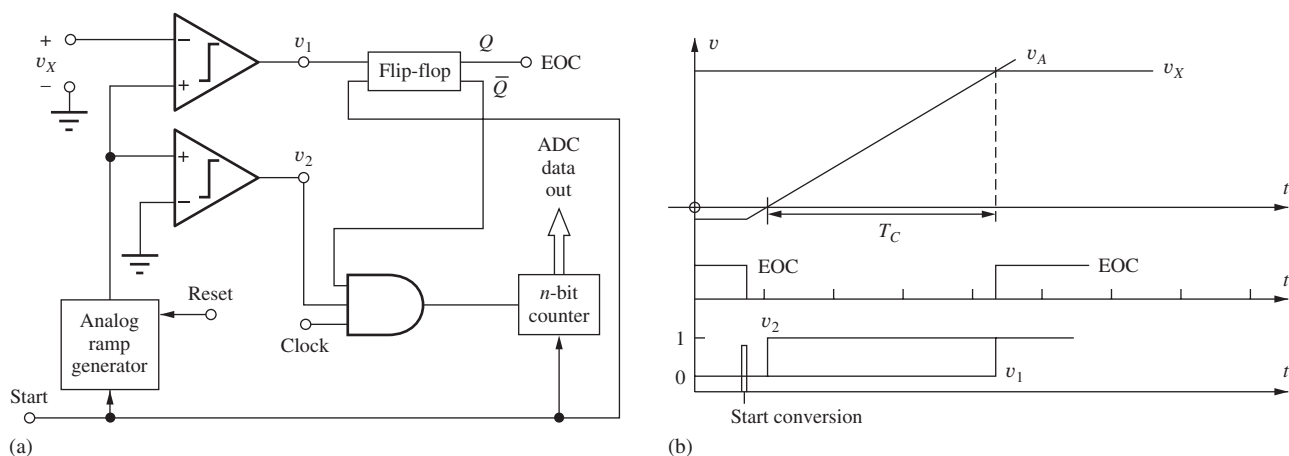 +
v_X
−
−
+
v_1
Flip-flop
Q
Q̅
EOC
+
−
v_2
ADC
data
out
Reset
Analog
ramp
generator
Clock
n-bit
counter
Start
(a)
v
v_A
v_X
t
T_C
EOC
EOC
t
1
v_2
0
v_1
t
Start conversion
(b)